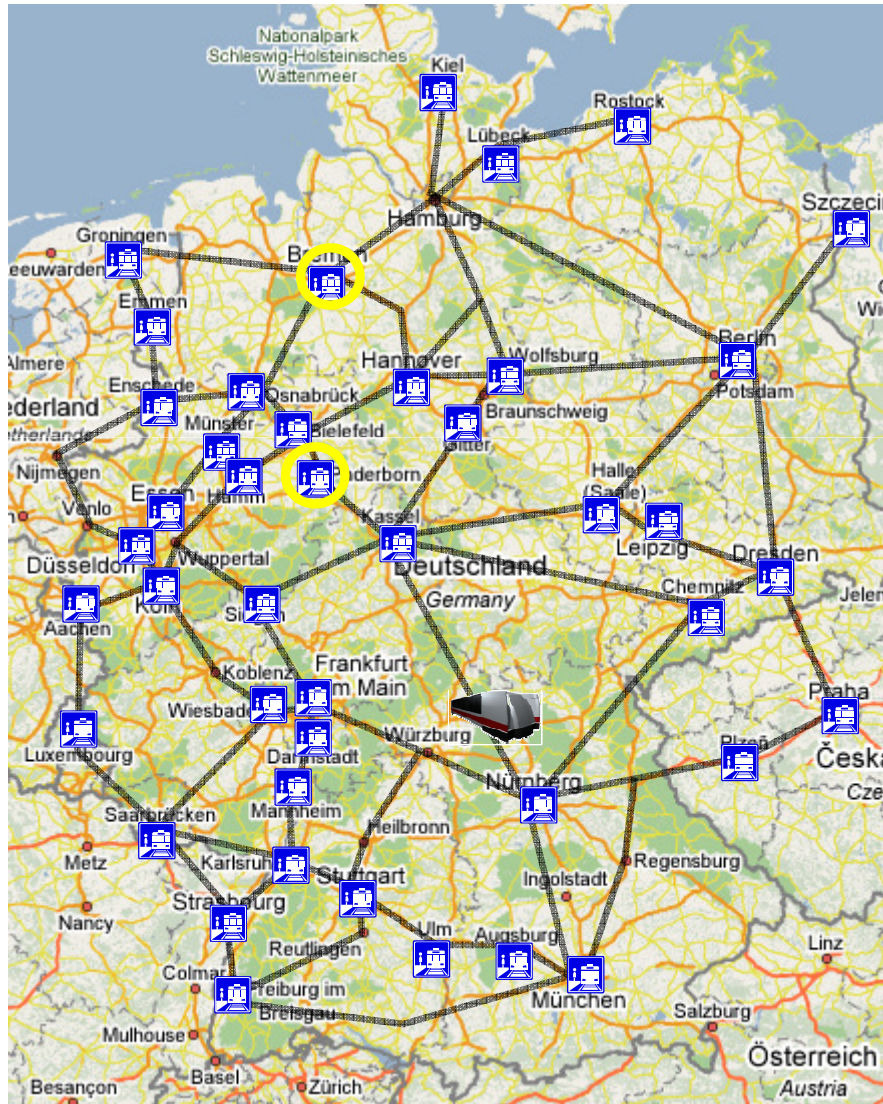 Nationalpark
Schleswig-Holsteinisches
Wattenmeer
Kiel
Rostock
Lübeck
Hamburg
Szczecin
Groningen
Leeuwarden
Bremen
Emmen
Almere
Enschede
Osnabrück
Hannover
Wolfsburg
Berlin
Potsdam
Braunschweig
Gitter
Münster
Bielefeld
Nijmegen
Venlo
Essen
Hamm
Paderborn
Kassel
Halle
(Saale)
Leipzig
Dresden
Düsseldorf
Wuppertal
Deutschland
Germany
Chemnitz
Köln
Aachen
Koblenz
Frankfurt
am Main
Wiesbaden
Praha
Plzeň
Luxembourg
Darmstadt
Würzburg
Nürnberg
Mannheim
Saarbrücken
Heilbronn
Metz
Karlsruhe
Regensburg
Stuttgart
Ingolstadt
Strasbourg
Nancy
Reutlingen
Ulm
Augsburg
Linz
Colmar
Freiburg im
Breisgau
München
Salzburg
Mulhouse
Basel
Zürich
Besançon
Österreich
Austria